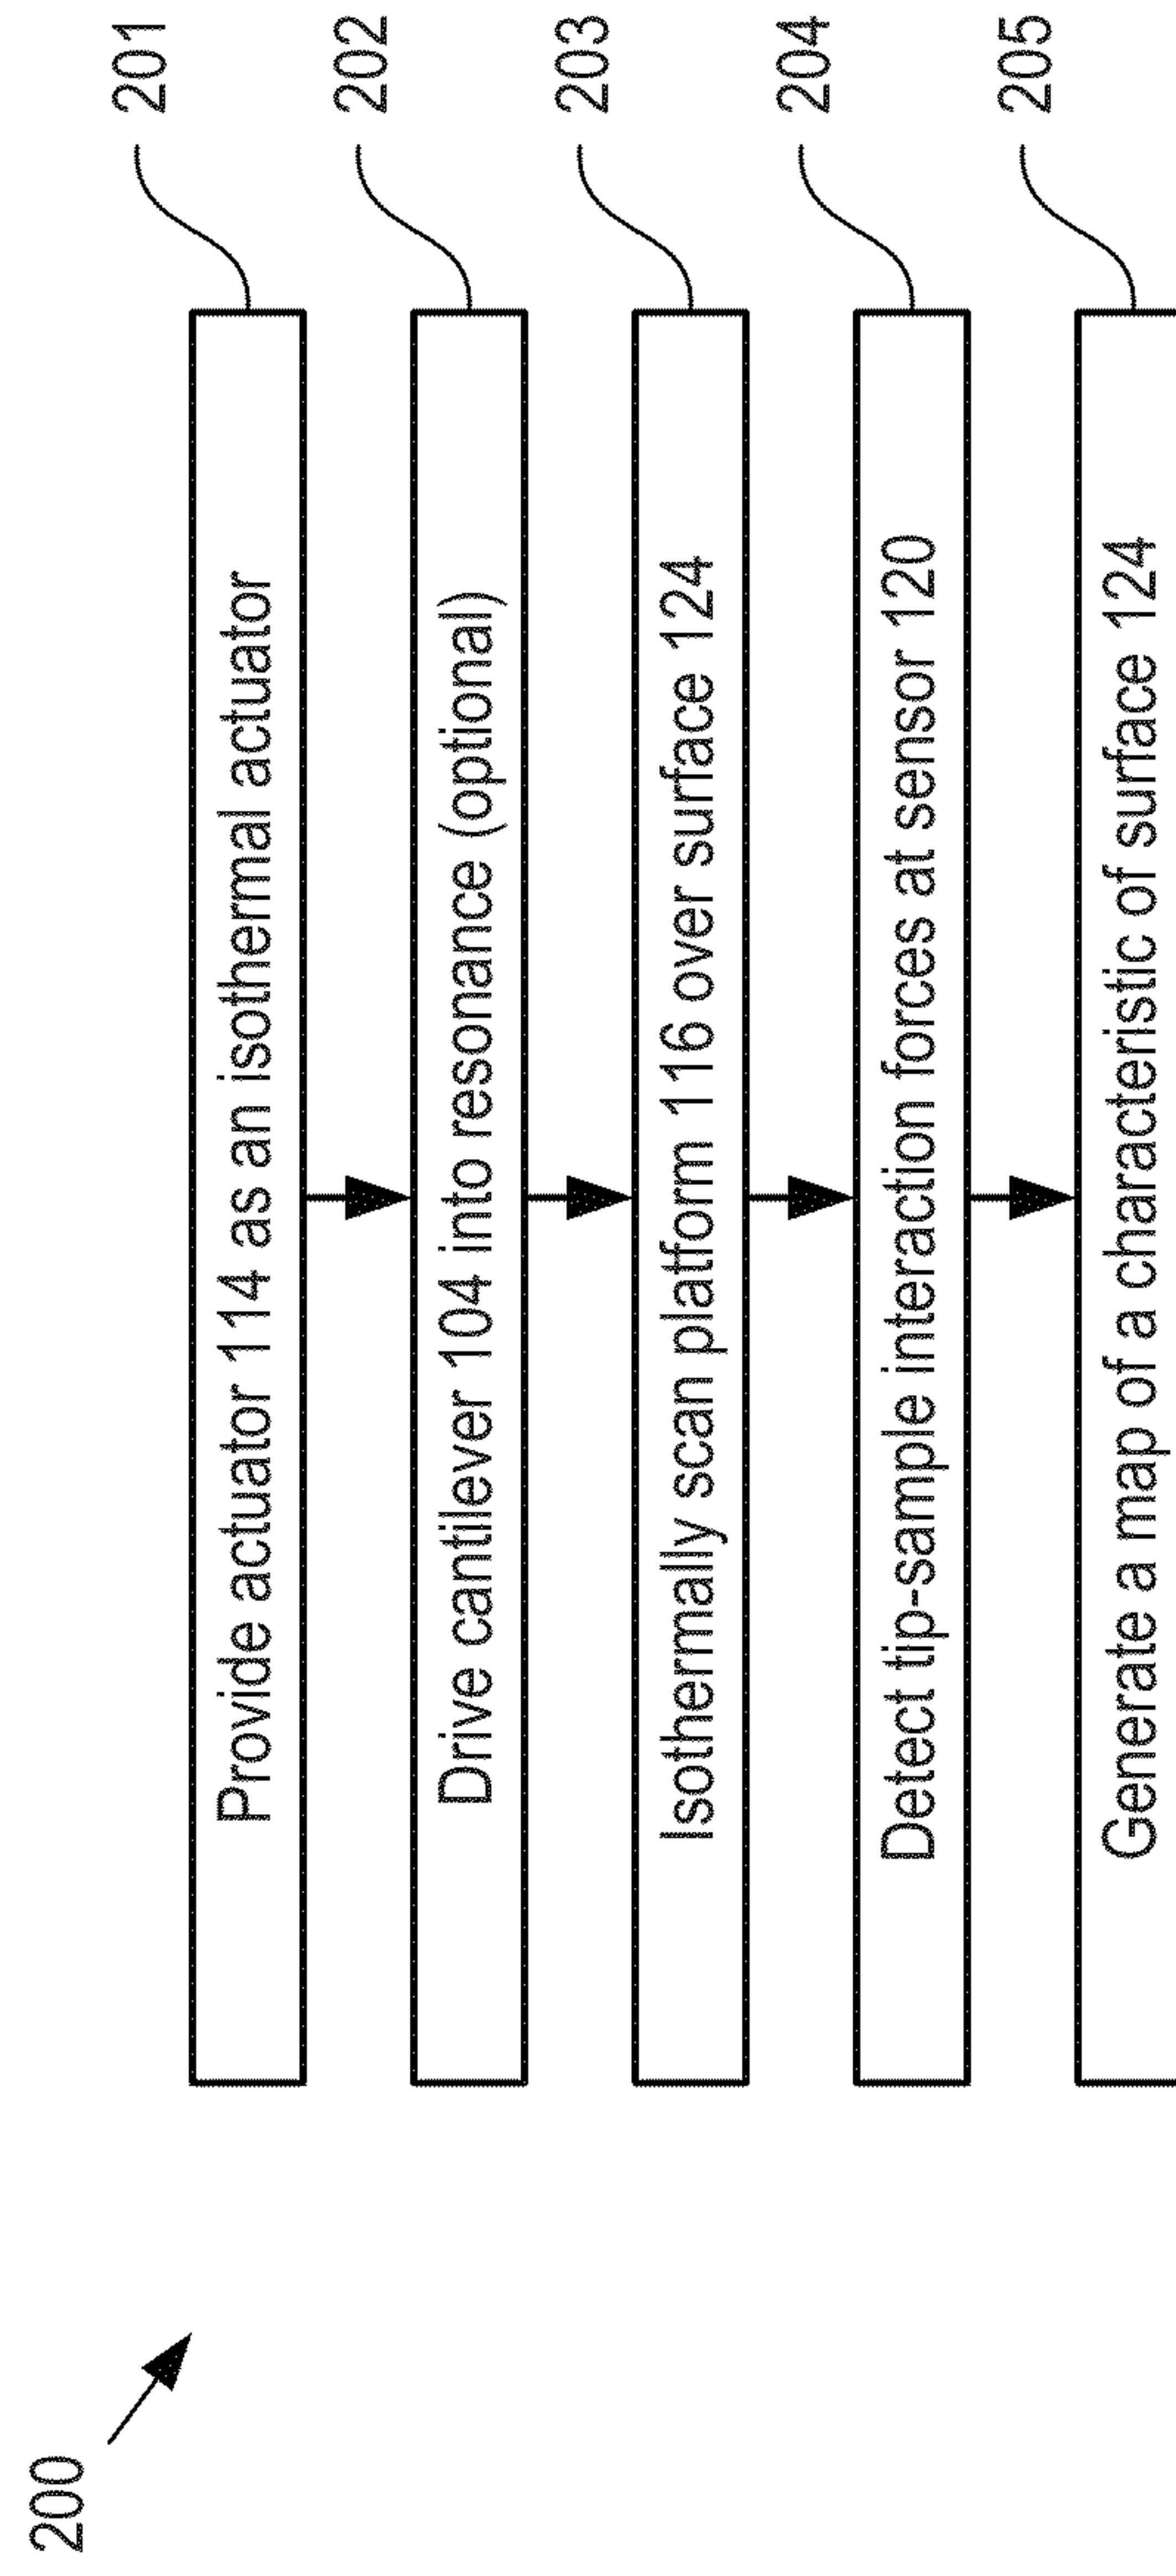 200
Provide actuator 114 as an isothermal actuator
201
Drive cantilever 104 into resonance (optional)
202
Isothermally scan platform 116 over surface 124
203
Detect tip-sample interaction forces at sensor 120
204
Generate a map of a characteristic of surface 124
205